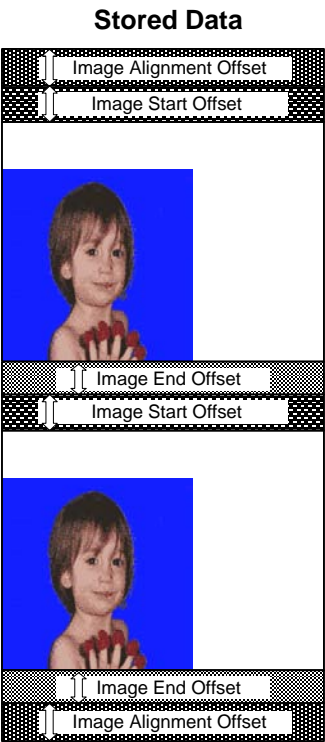 Stored Data
Image Alignment Offset
Image Start Offset
Image End Offset
Image Start Offset
Image End Offset
Image Alignment Offset